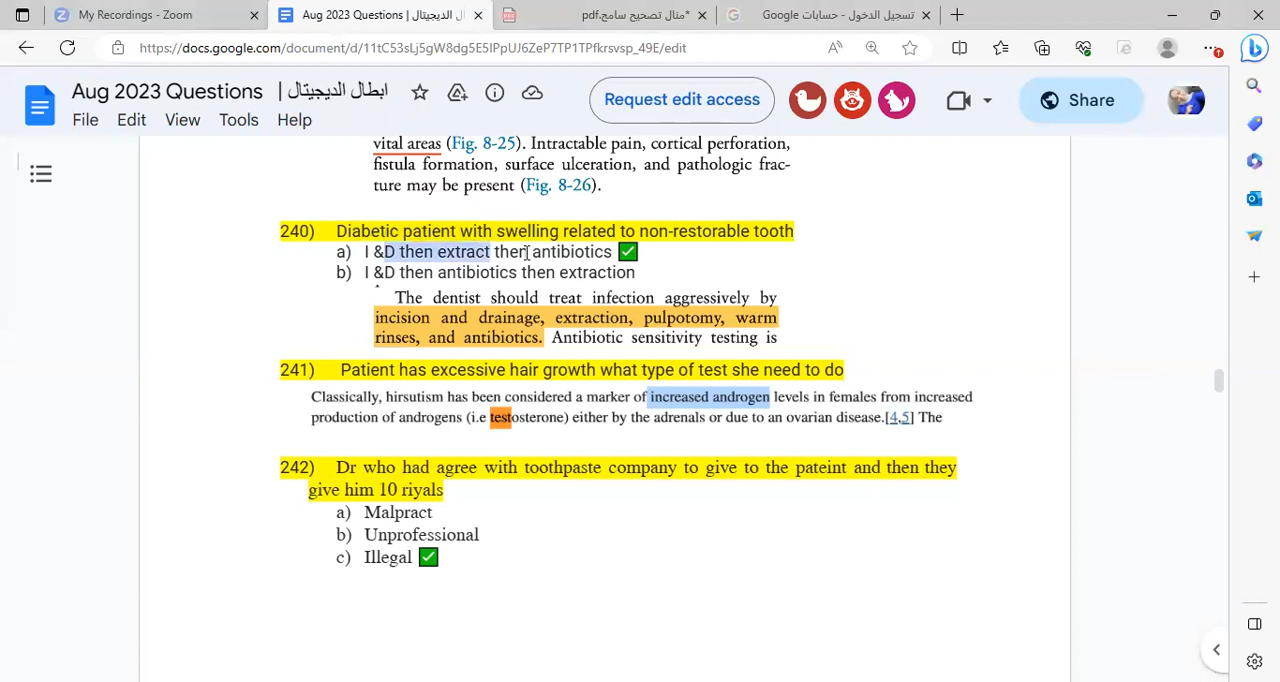 My Recordings - Zoom
Aug 2023 Questions | ابطال الديجيتال
*مثال تصحيح سامح.pdf
تسجيل الدخول - حسابات Google
https://docs.google.com/document/d/11tC53sLj5gW8dg5E5IPpUJ6ZeP7TP1TPfkrsvsp_49E/edit
Aug 2023 Questions | ابطال الديجيتال
Request edit access
Share
File Edit View Tools Help
vital areas (Fig. 8-25). Intractable pain, cortical perforation,
fistula formation, surface ulceration, and pathologic frac-
ture may be present (Fig. 8-26).
240) Diabetic patient with swelling related to non-restorable tooth
a) I &D then extract then antibiotics ✅
b) I &D then antibiotics then extraction
The dentist should treat infection aggressively by
incision and drainage, extraction, pulpotomy, warm
rinses, and antibiotics. Antibiotic sensitivity testing is
241) Patient has excessive hair growth what type of test she need to do
Classically, hirsutism has been considered a marker of increased androgen levels in females from increased
production of androgens (i.e testosterone) either by the adrenals or due to an ovarian disease.[4,5] The
242) Dr who had agree with toothpaste company to give to the pateint and then they
give him 10 riyals
a) Malpract
b) Unprofessional
c) Illegal ✅